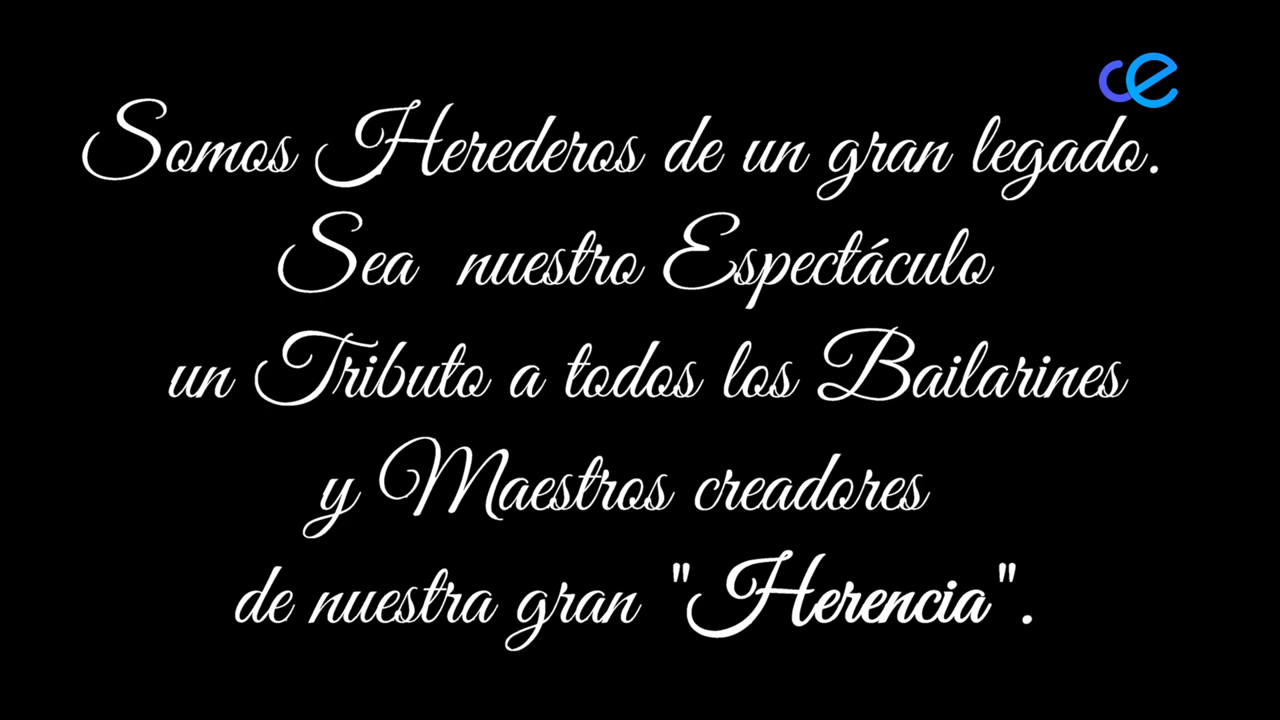 ce
Somos Herederos de un gran legado.
Sea nuestro Espectáculo
un Tributo a todos los Bailarines
y Maestros creadores
de nuestra gran "Herencia".